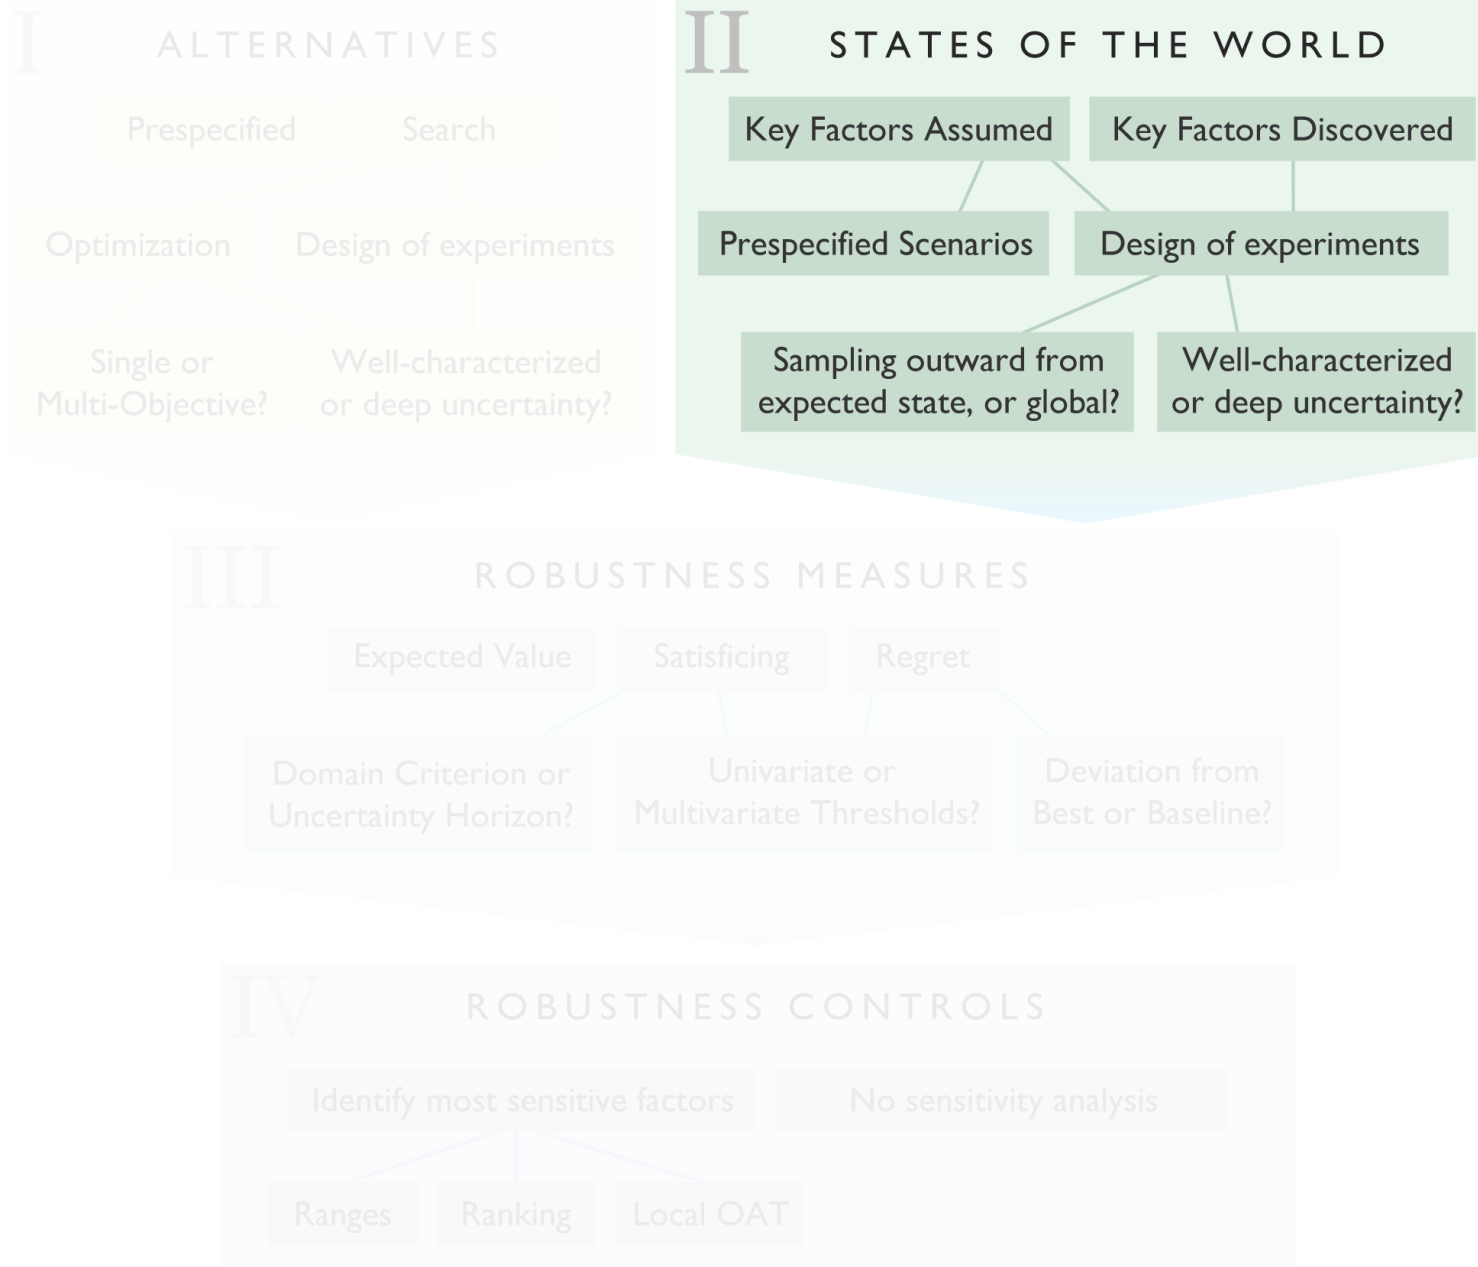 I
ALTERNATIVES
Prespecified
Search
Optimization
Design of experiments
Single or
Multi-Objective?
Well-characterized
or deep uncertainty?
II
STATES OF THE WORLD
Key Factors Assumed
Key Factors Discovered
Prespecified Scenarios
Design of experiments
Sampling outward from
expected state, or global?
Well-characterized
or deep uncertainty?
III
ROBUSTNESS MEASURES
Expected Value
Satisficing
Regret
Domain Criterion or
Uncertainty Horizon?
Univariate or
Multivariate Thresholds?
Deviation from
Best or Baseline?
IV
ROBUSTNESS CONTROLS
Identify most sensitive factors
No sensitivity analysis
Ranges
Ranking
Local OAT